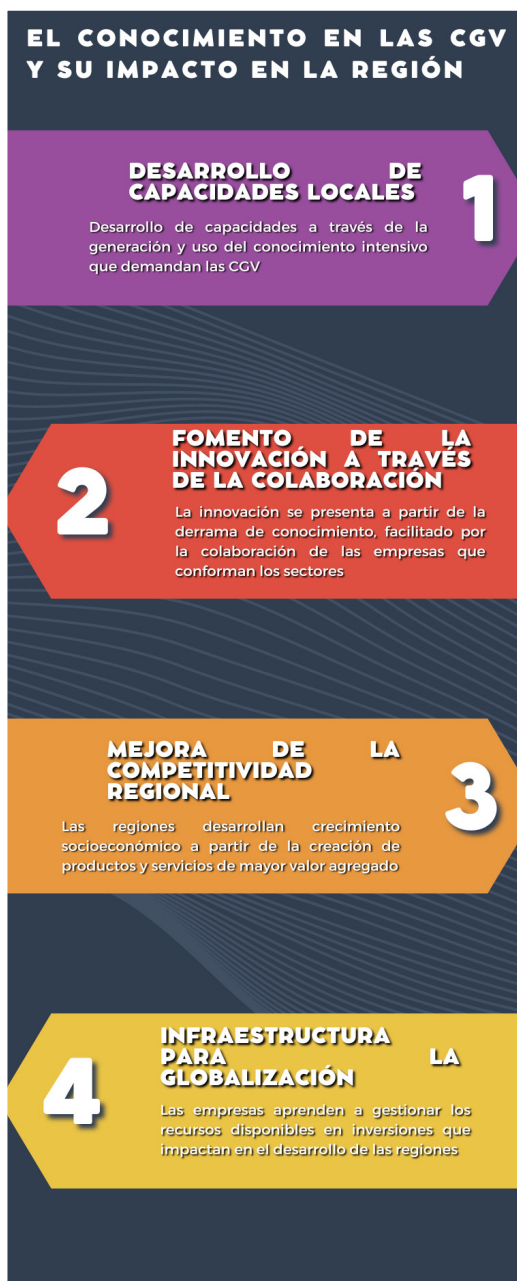 EL CONOCIMIENTO EN LAS CGV
Y SU IMPACTO EN LA REGIÓN
DESARROLLO DE
CAPACIDADES LOCALES
1
Desarrollo de capacidades a través de la
generación y uso del conocimiento intensivo
que demandan las CGV
2
FOMENTO DE LA
INNOVACIÓN A TRAVÉS
DE LA COLABORACIÓN
La innovación se presenta a partir de la
derrama de conocimiento, facilitado por
la colaboración de las empresas que
conforman los sectores
MEJORA DE LA
COMPETITIVIDAD
REGIONAL
3
Las regiones desarrollan crecimiento
socioeconómico a partir de la creación de
productos y servicios de mayor valor agregado
4
INFRAESTRUCTURA
PARA LA
GLOBALIZACIÓN
Las empresas aprenden a gestionar los
recursos disponibles en inversiones que
impactan en el desarrollo de las regiones